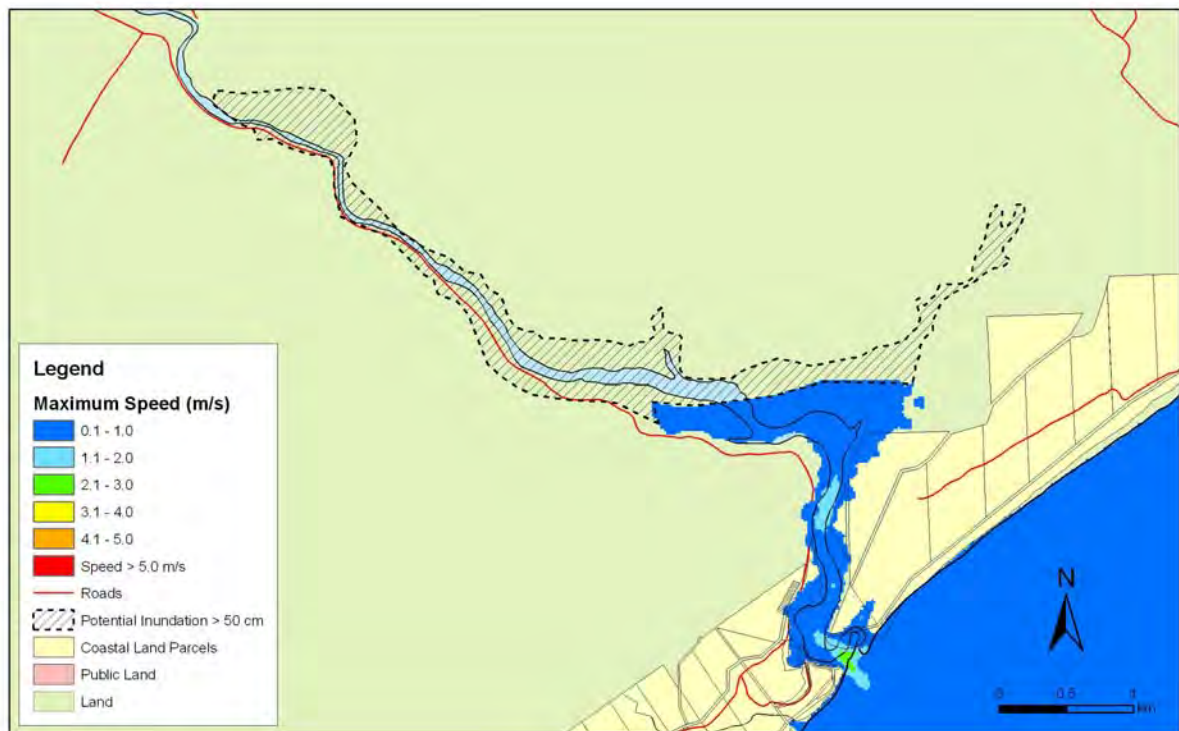 Legend
Maximum Speed (m/s)
0.1 - 1.0
1.1 - 2.0
2.1 - 3.0
3.1 - 4.0
4.1 - 5.0
Speed > 5.0 m/s
Roads
Potential Inundation > 50 cm
Coastal Land Parcels
Public Land
Land
N
0 0.5 1
km